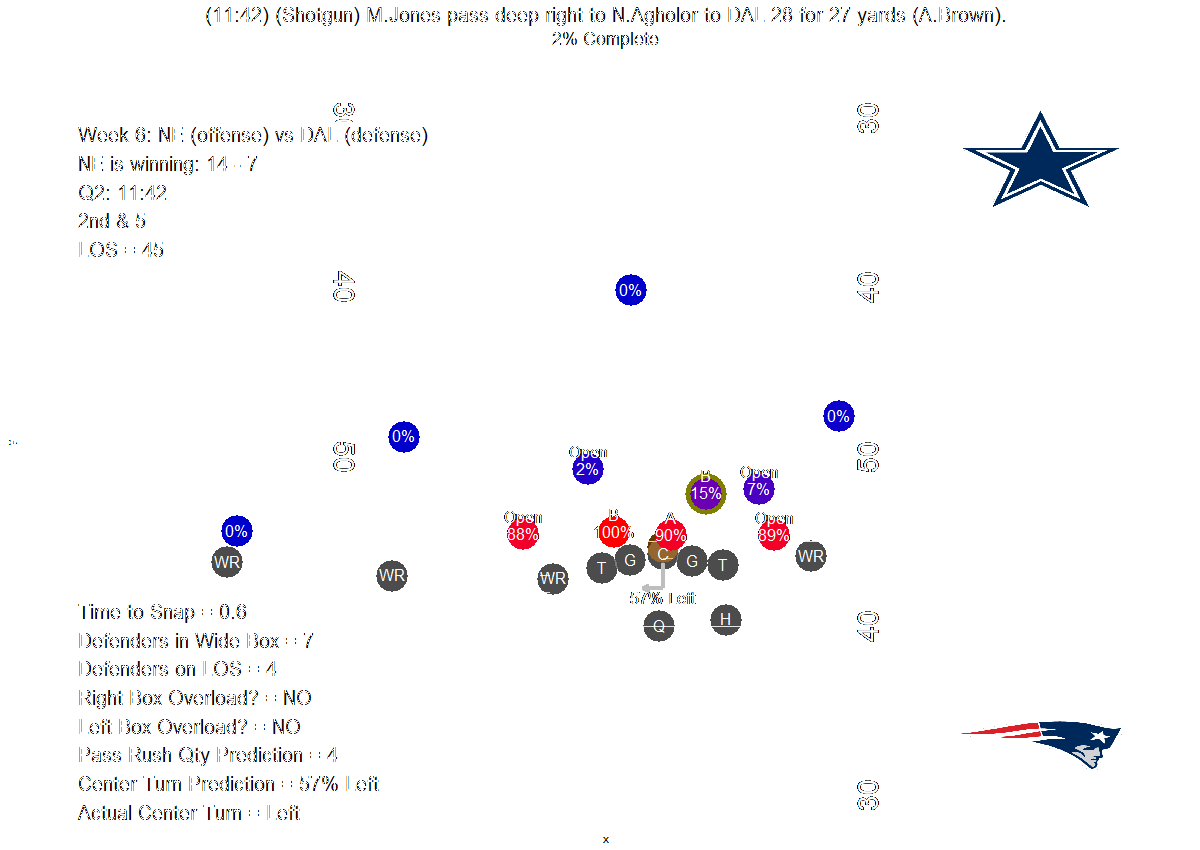 (11:42) (Shotgun) M.Jones pass deep right to N.Agholor to DAL 28 for 27 yards (A.Brown).
2% Complete
30 30
Week 6: NE (offense) vs DAL (defense)
NE is winning: 14 - 7
Q2: 11:42
2nd & 5
LOS = 45
40 40
0%
0%
0%
50 50
Open
2%
B
15%
Open
7%
0%
Open
88%
B
100%
A
90%
Open
89%
WR WR WR T G C G T WR
57% Left
Q H
40
Time to Snap = 0.6
Defenders in Wide Box = 7
Defenders on LOS = 4
Right Box Overload? = NO
Left Box Overload? = NO
Pass Rush Qty Prediction = 4
Center Turn Prediction = 57% Left
Actual Center Turn = Left
30
x